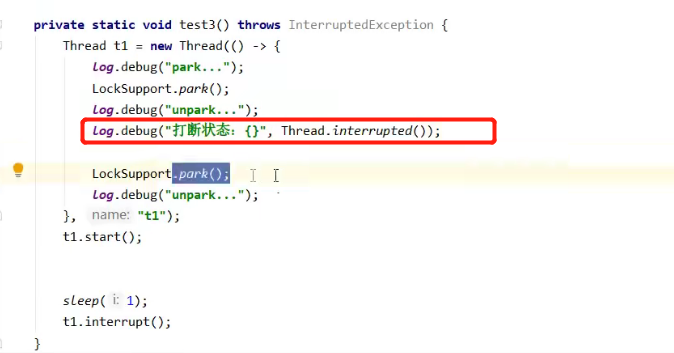 private static void test3() throws InterruptedException {
Thread t1 = new Thread(() -> {
log.debug("park...");
LockSupport.park();
log.debug("unpark...");
log.debug("打断状态：{}", Thread.interrupted());
LockSupport.park();
log.debug("unpark...");
}, name: "t1");
t1.start();
sleep( i: 1);
t1.interrupt();
}